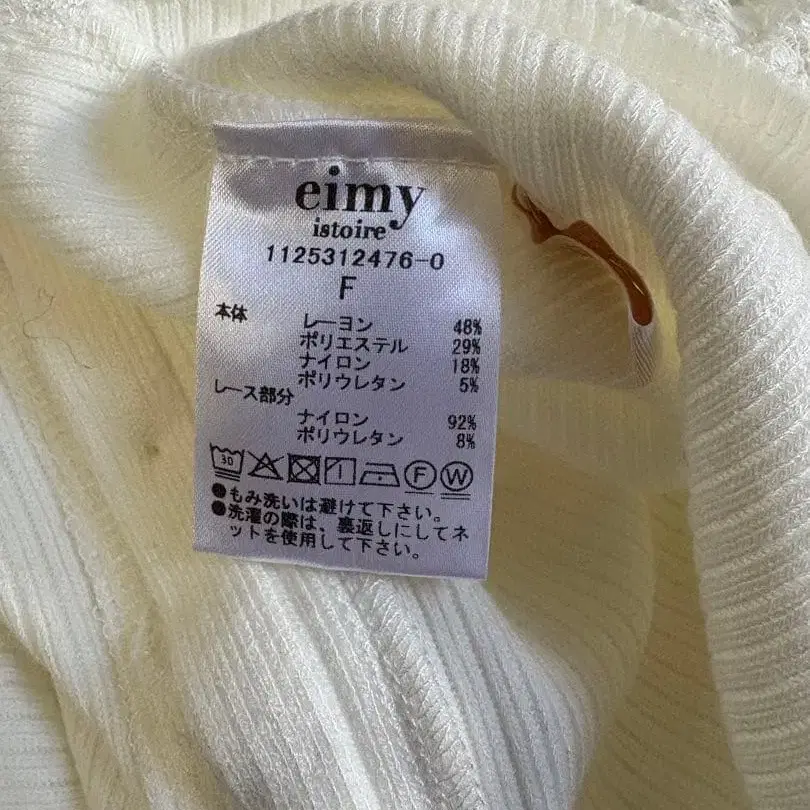 eimy
istoire
1125312476-0
F
本体
レーヨン 48%
ポリエステル 29%
ナイロン 18%
ポリウレタン 5%
レース部分
ナイロン 92%
ポリウレタン 8%
30 F W
●もみ洗いは避けて下さい。
●洗濯の際は、裏返しにしてネ
ットを使用して下さい。